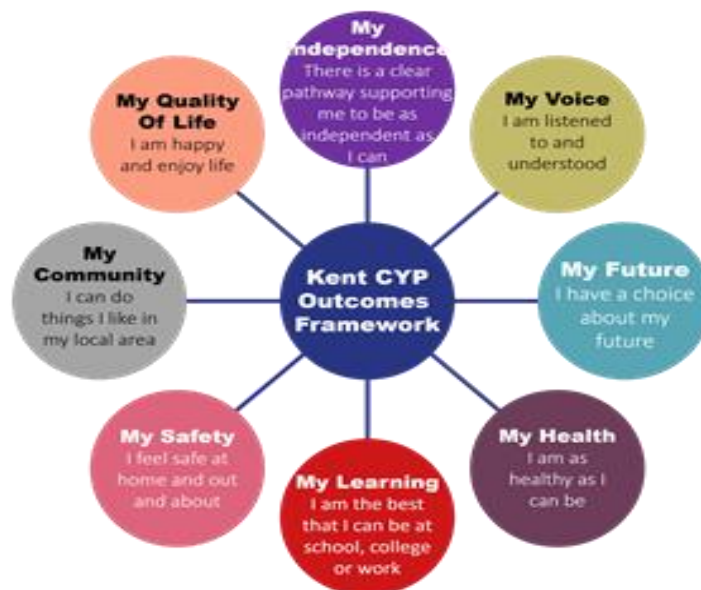 My
Independence
There is a clear
pathway supporting
me to be as
independent as
I can
My Voice
I am listened
to and
understood
My Future
I have a choice
about my
future
My Health
I am as
healthy as I
can be
My Learning
I am the best
that I can be at
school, college
or work
My Safety
I feel safe at
home and out
and about
My
Community
I can do
things I like in
my local area
My Quality
Of Life
I am happy
and enjoy life
Kent CYP
Outcomes
Framework